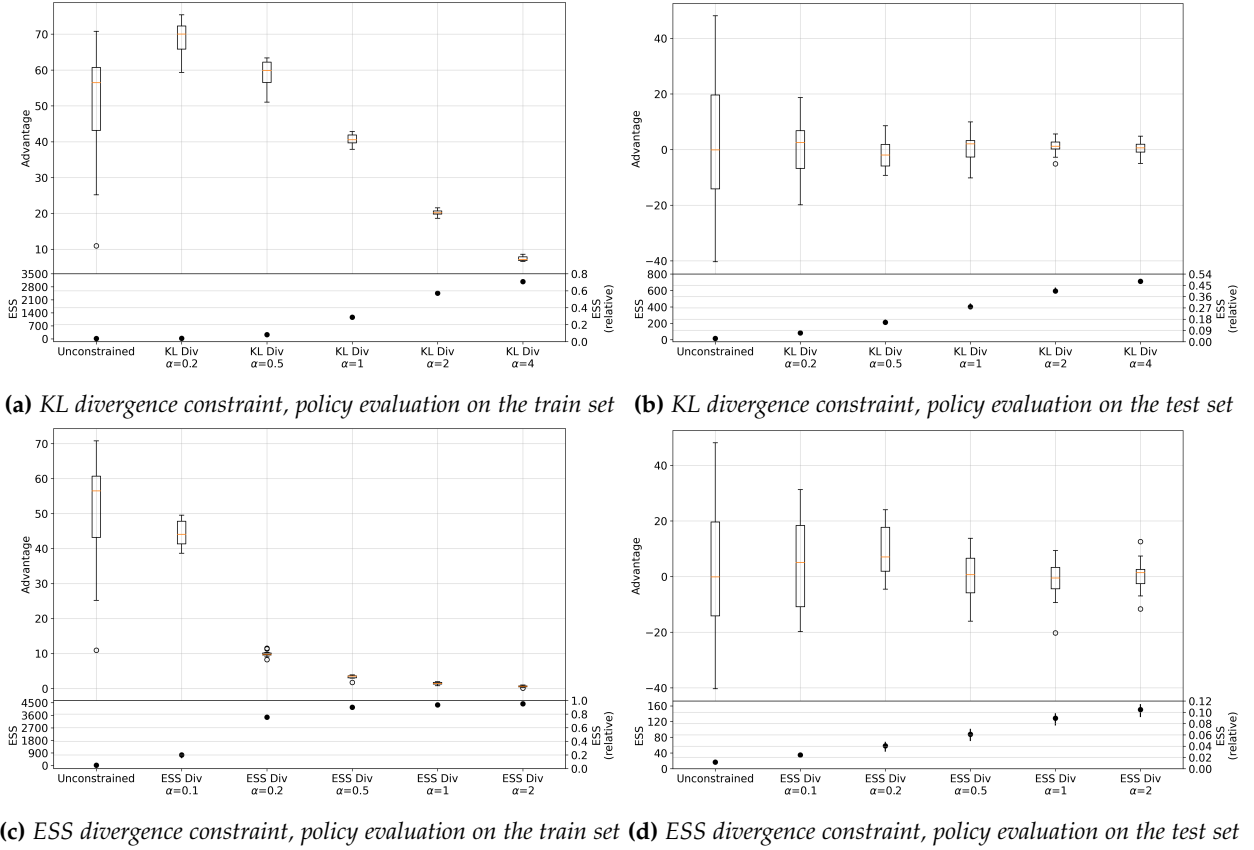 70
60
50
40
30
20
10
Advantage
3500
2800
2100
1400
700
0
ESS
0.8
0.6
0.4
0.2
0.0
ESS
(relative)
Unconstrained KL Div KL Div KL Div KL Div KL Div
α=0.2 α=0.5 α=1 α=2 α=4
40
20
0
−20
−40
Advantage
800
600
400
200
0
ESS
0.54
0.45
0.36
0.27
0.18
0.09
0.00
ESS
(relative)
Unconstrained KL Div KL Div KL Div KL Div KL Div
α=0.2 α=0.5 α=1 α=2 α=4
(a) KL divergence constraint, policy evaluation on the train set
(b) KL divergence constraint, policy evaluation on the test set
70
60
50
40
30
20
10
0
Advantage
4500
3600
2700
1800
900
0
ESS
1.0
0.8
0.6
0.4
0.2
0.0
ESS
(relative)
Unconstrained ESS Div ESS Div ESS Div ESS Div ESS Div
α=0.1 α=0.2 α=0.5 α=1 α=2
40
20
0
−20
−40
Advantage
160
120
80
40
0
ESS
0.12
0.10
0.08
0.06
0.04
0.02
0.00
ESS
(relative)
Unconstrained ESS Div ESS Div ESS Div ESS Div ESS Div
α=0.1 α=0.2 α=0.5 α=1 α=2
(c) ESS divergence constraint, policy evaluation on the train set
(d) ESS divergence constraint, policy evaluation on the test set